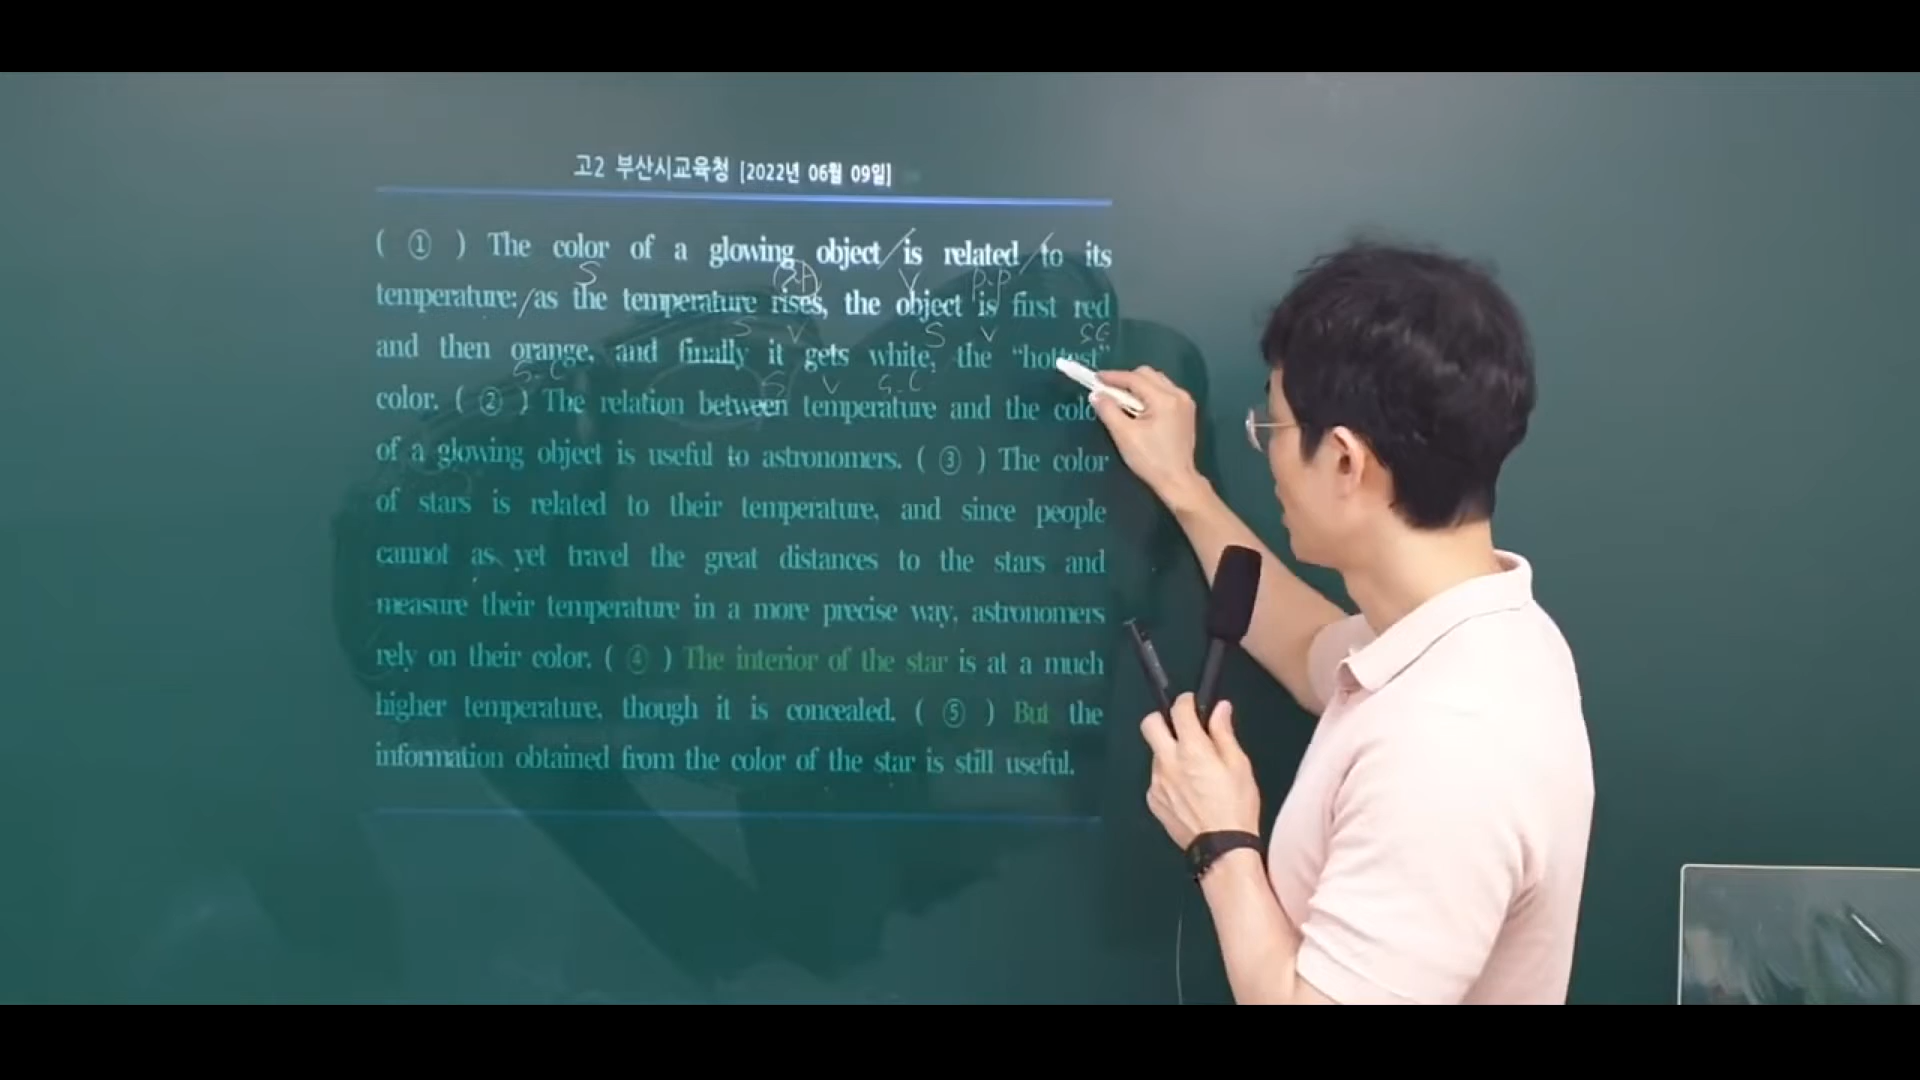 고2 부산시교육청 [2022년 06월 09일]
( ① ) The color of a glowing object is related to its
temperature: as the temperature rises, the object is first red
and then orange, and finally it gets white, the “hottest”
color. ( ② ) The relation between temperature and the
of a glowing object is useful to astronomers. ( ③ ) The color
of stars is related to their temperature, and since people
cannot as yet travel the great distances to the stars and
measure their temperature in a more precise way, astronomers
rely on their color. ( ④ ) The interior of the star is at a much
higher temperature, though it is concealed. ( ⑤ ) But the
information obtained from the color of the star is still useful.